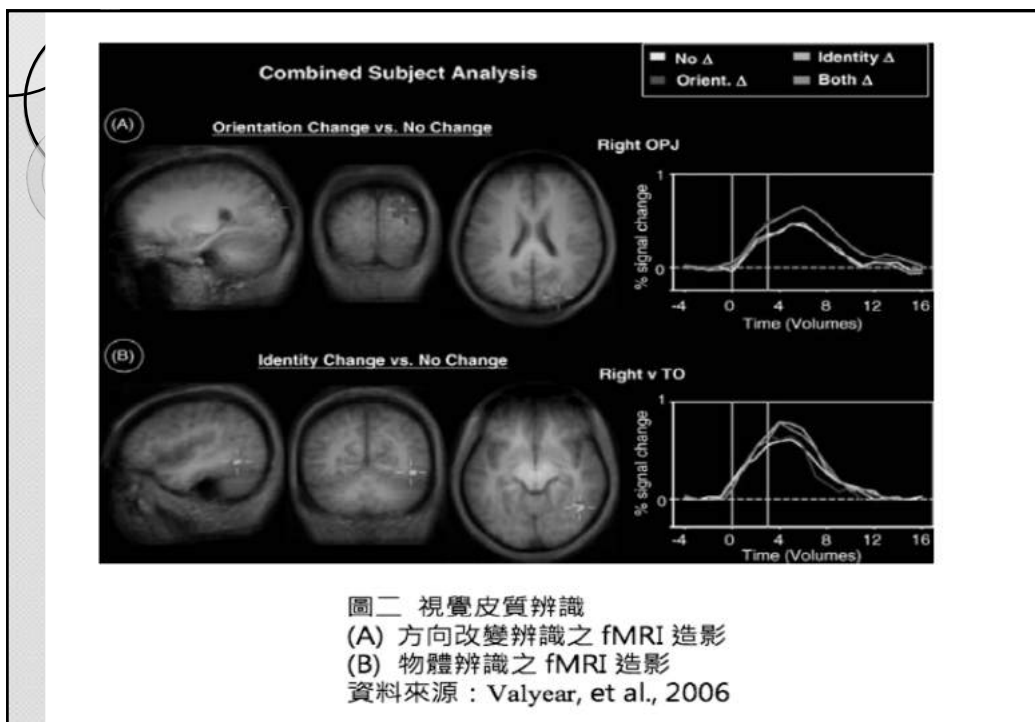 Combined Subject Analysis
No Δ Identity Δ
Orient. Δ Both Δ
(A)
Orientation Change vs. No Change
Right OPJ
1
0
% signal change
-4 0 4 8 12 16
Time (Volumes)
(B)
Identity Change vs. No Change
Right v TO
1
0
% signal change
-4 0 4 8 12 16
Time (Volumes)
圖二 視覺皮質辨識
(A) 方向改變辨識之 fMRI 造影
(B) 物體辨識之 fMRI 造影
資料來源：Valyear, et al., 2006